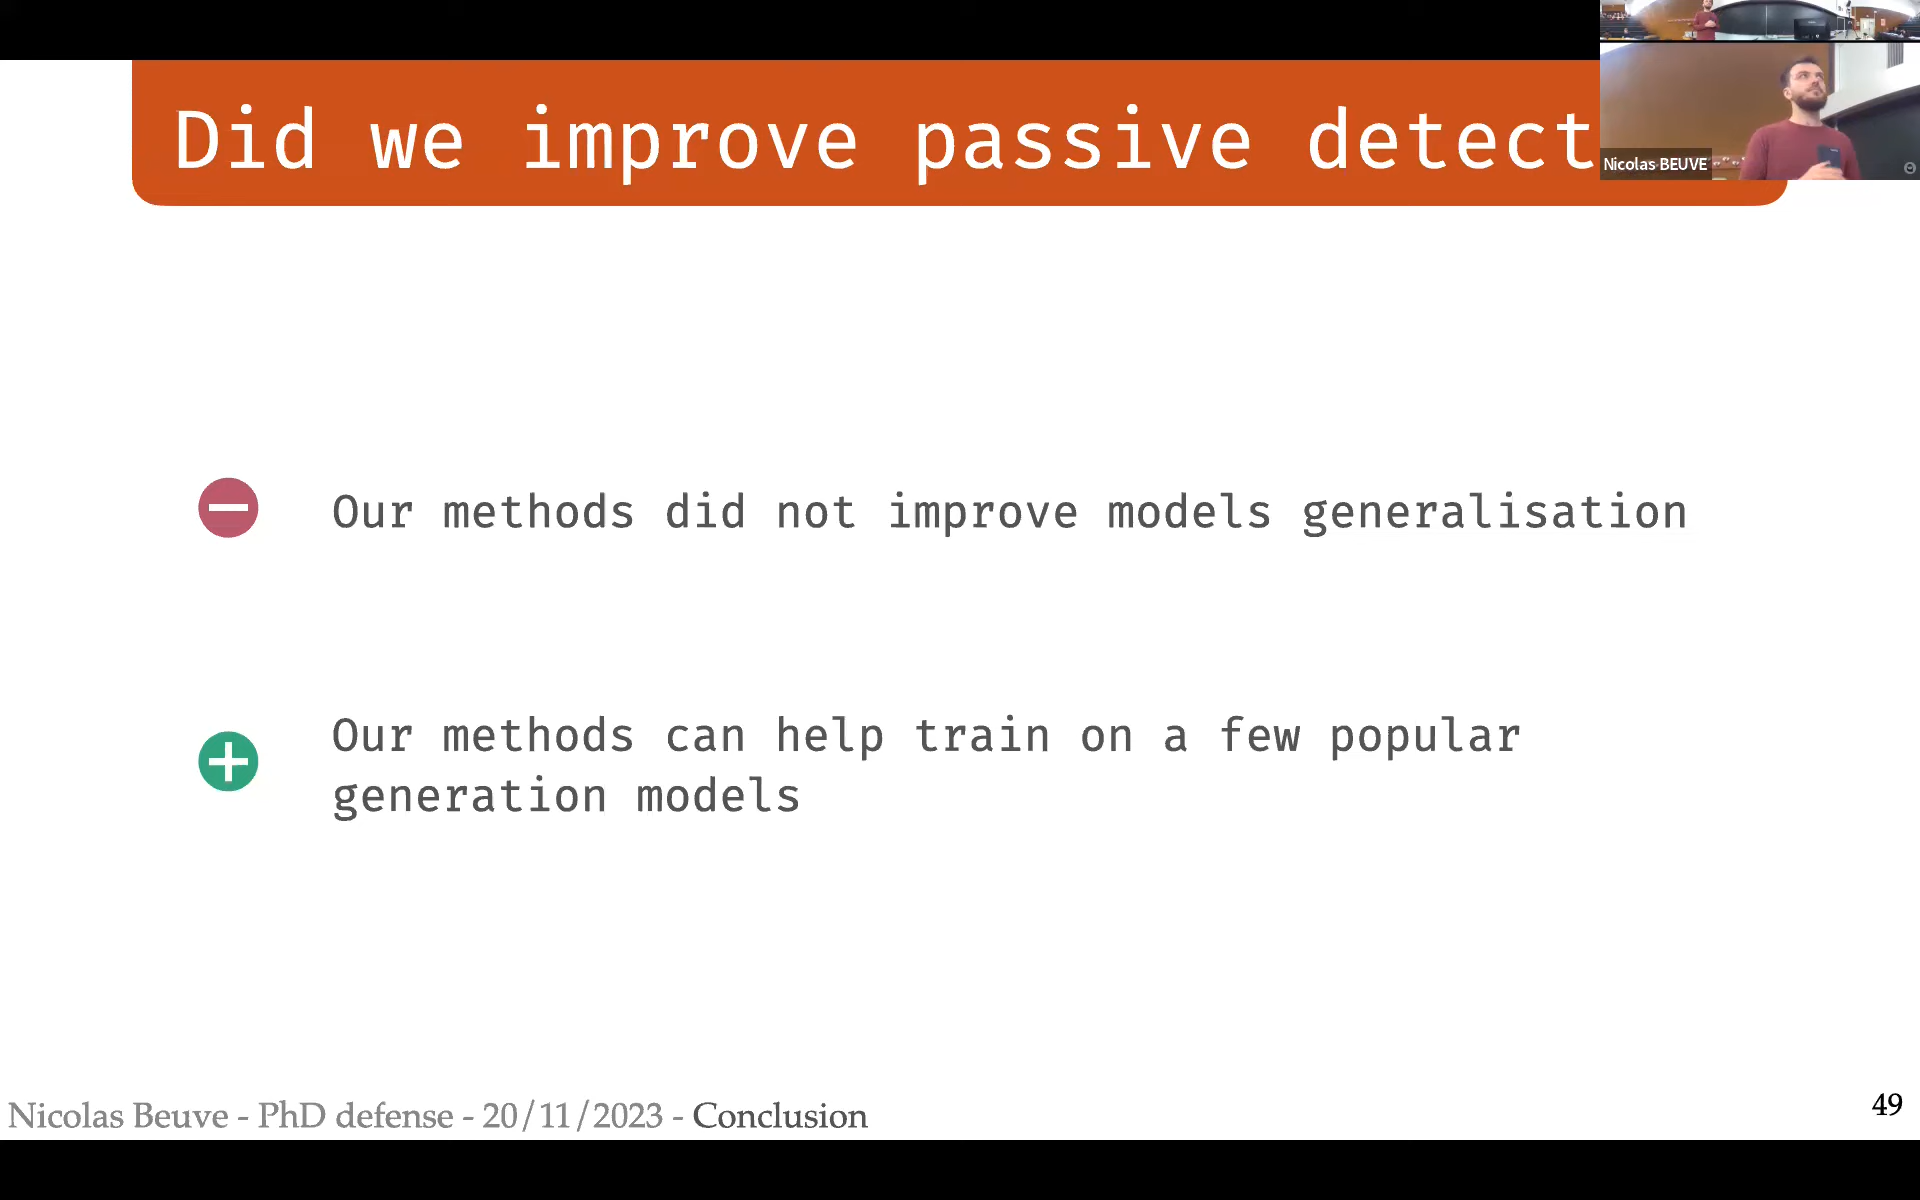 Did we improve passive detect
Nicolas BEUVE
Our methods did not improve models generalisation
Our methods can help train on a few popular
generation models
Nicolas Beuve - PhD defense - 20/11/2023 - Conclusion
49